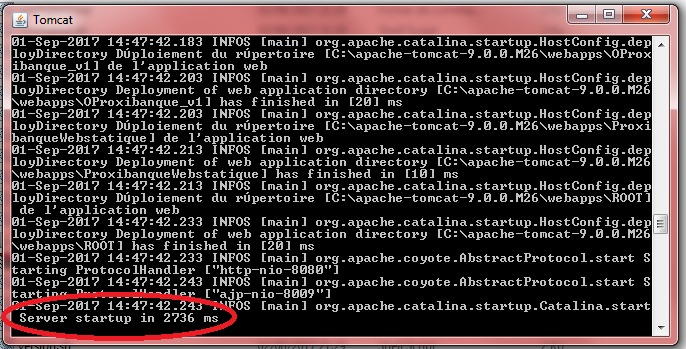 Tomcat
01-Sep-2017 14:47:42.183 INFOS [main] org.apache.catalina.startup.HostConfig.dep
loyDirectory Dúploiement du rúpertoire [C:\apache-tomcat-9.0.0.M26\webapps\OProx
ibanque_v1] de l'application web
01-Sep-2017 14:47:42.203 INFOS [main] org.apache.catalina.startup.HostConfig.dep
loyDirectory Deployment of web application directory [C:\apache-tomcat-9.0.0.M26
\webapps\OProxibanque_v1] has finished in [20] ms
01-Sep-2017 14:47:42.203 INFOS [main] org.apache.catalina.startup.HostConfig.dep
loyDirectory Dúploiement du rúpertoire [C:\apache-tomcat-9.0.0.M26\webapps\Proxi
banqueWebstatique] de l'application web
01-Sep-2017 14:47:42.213 INFOS [main] org.apache.catalina.startup.HostConfig.dep
loyDirectory Deployment of web application directory [C:\apache-tomcat-9.0.0.M26
\webapps\ProxibanqueWebstatique] has finished in [10] ms
01-Sep-2017 14:47:42.213 INFOS [main] org.apache.catalina.startup.HostConfig.dep
loyDirectory Dúploiement du rúpertoire [C:\apache-tomcat-9.0.0.M26\webapps\ROOT]
de l'application web
01-Sep-2017 14:47:42.233 INFOS [main] org.apache.catalina.startup.HostConfig.dep
loyDirectory Deployment of web application directory [C:\apache-tomcat-9.0.0.M26
\webapps\ROOT] has finished in [20] ms
01-Sep-2017 14:47:42.233 INFOS [main] org.apache.coyote.AbstractProtocol.start S
tarting ProtocolHandler ["http-nio-8080"]
01-Sep-2017 14:47:42.243 INFOS [main] org.apache.coyote.AbstractProtocol.start S
tarting ProtocolHandler ["ajp-nio-8009"]
01-Sep-2017 14:47:42.243 INFOS [main] org.apache.catalina.startup.Catalina.start
Server startup in 2736 ms